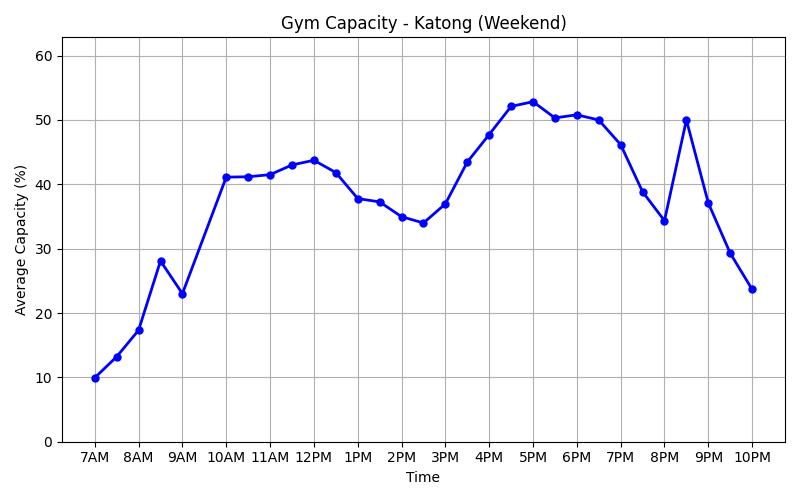 Gym Capacity - Katong (Weekend)
60
50
40
30
20
10
0
Average Capacity (%)
7AM 8AM 9AM 10AM 11AM 12PM 1PM 2PM 3PM 4PM 5PM 6PM 7PM 8PM 9PM 10PM
Time